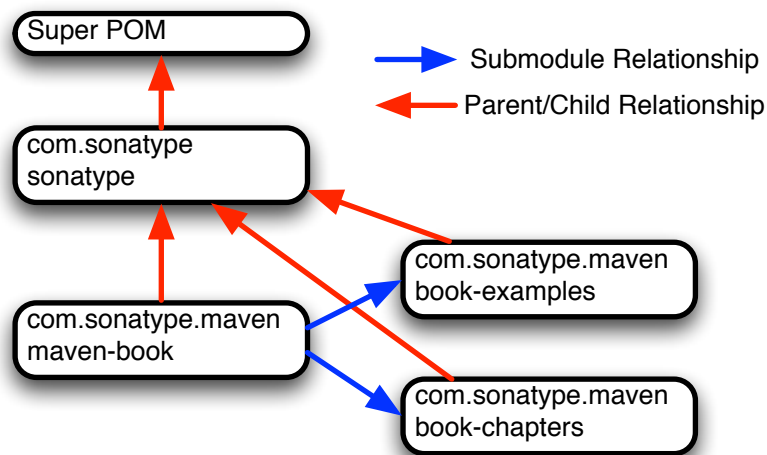 Super POM
Submodule Relationship
Parent/Child Relationship
com.sonatype
sonatype
com.sonatype.maven
book-examples
com.sonatype.maven
maven-book
com.sonatype.maven
book-chapters